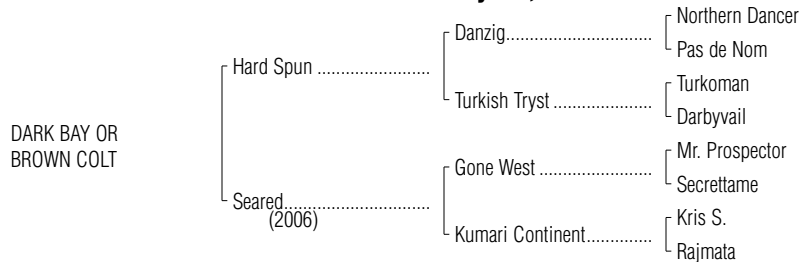 Northern Dancer
Danzig..............................
Pas de Nom
Hard Spun ........................
Turkoman
Turkish Tryst .....................
Darbyvail
DARK BAY OR
BROWN COLT
Mr. Prospector
Gone West ........................
Secrettame
Seared...............................
(2006)
Kris S.
Kumari Continent..............
Rajmata